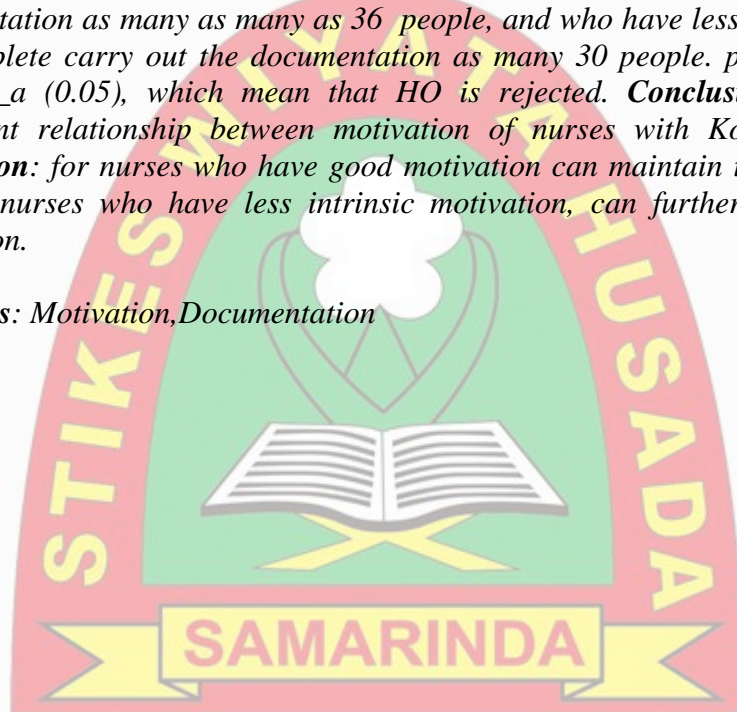 tation as many as many as 36 people, and who have less
plete carry out the documentation as many 30 people. p
_a (0.05), which mean that HO is rejected. Conclust
nt relationship between motivation of nurses with Ko
on: for nurses who have good motivation can maintain t
nurses who have less intrinsic motivation, can further
on.
s: Motivation,Documentation
STIKES WIYATA HUSADA
SAMARINDA